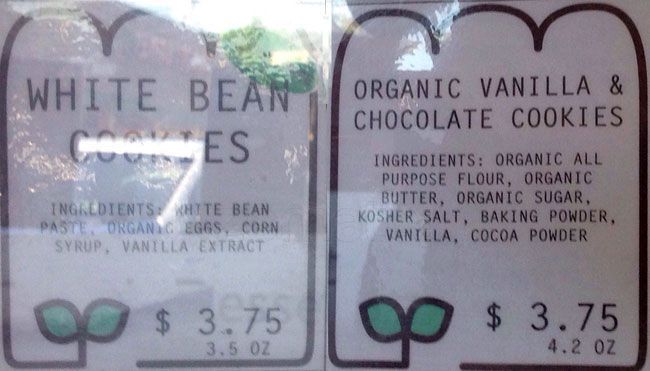 WHITE BEAN
COOKIES
INGREDIENTS: WHITE BEAN
PASTE, ORGANIC EGGS, CORN
SYRUP, VANILLA EXTRACT
$ 3.75
3.5 OZ
ORGANIC VANILLA &
CHOCOLATE COOKIES
INGREDIENTS: ORGANIC ALL
PURPOSE FLOUR, ORGANIC
BUTTER, ORGANIC SUGAR,
KOSHER SALT, BAKING POWDER,
VANILLA, COCOA POWDER
$ 3.75
4.2 OZ